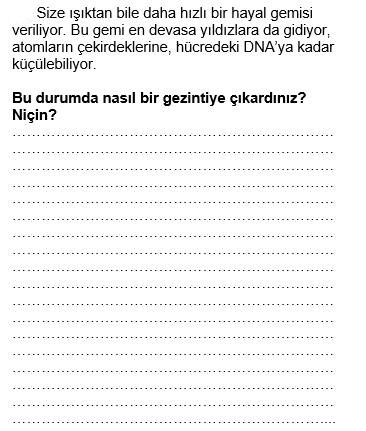 Size ışıktan bile daha hızlı bir hayal gemisi
veriliyor. Bu gemi en devasa yıldızlara da gidiyor,
atomların çekirdeklerine, hücredeki DNA'ya kadar
küçülebiliyor.
Bu durumda nasıl bir gezintiye çıkardınız?
Niçin?